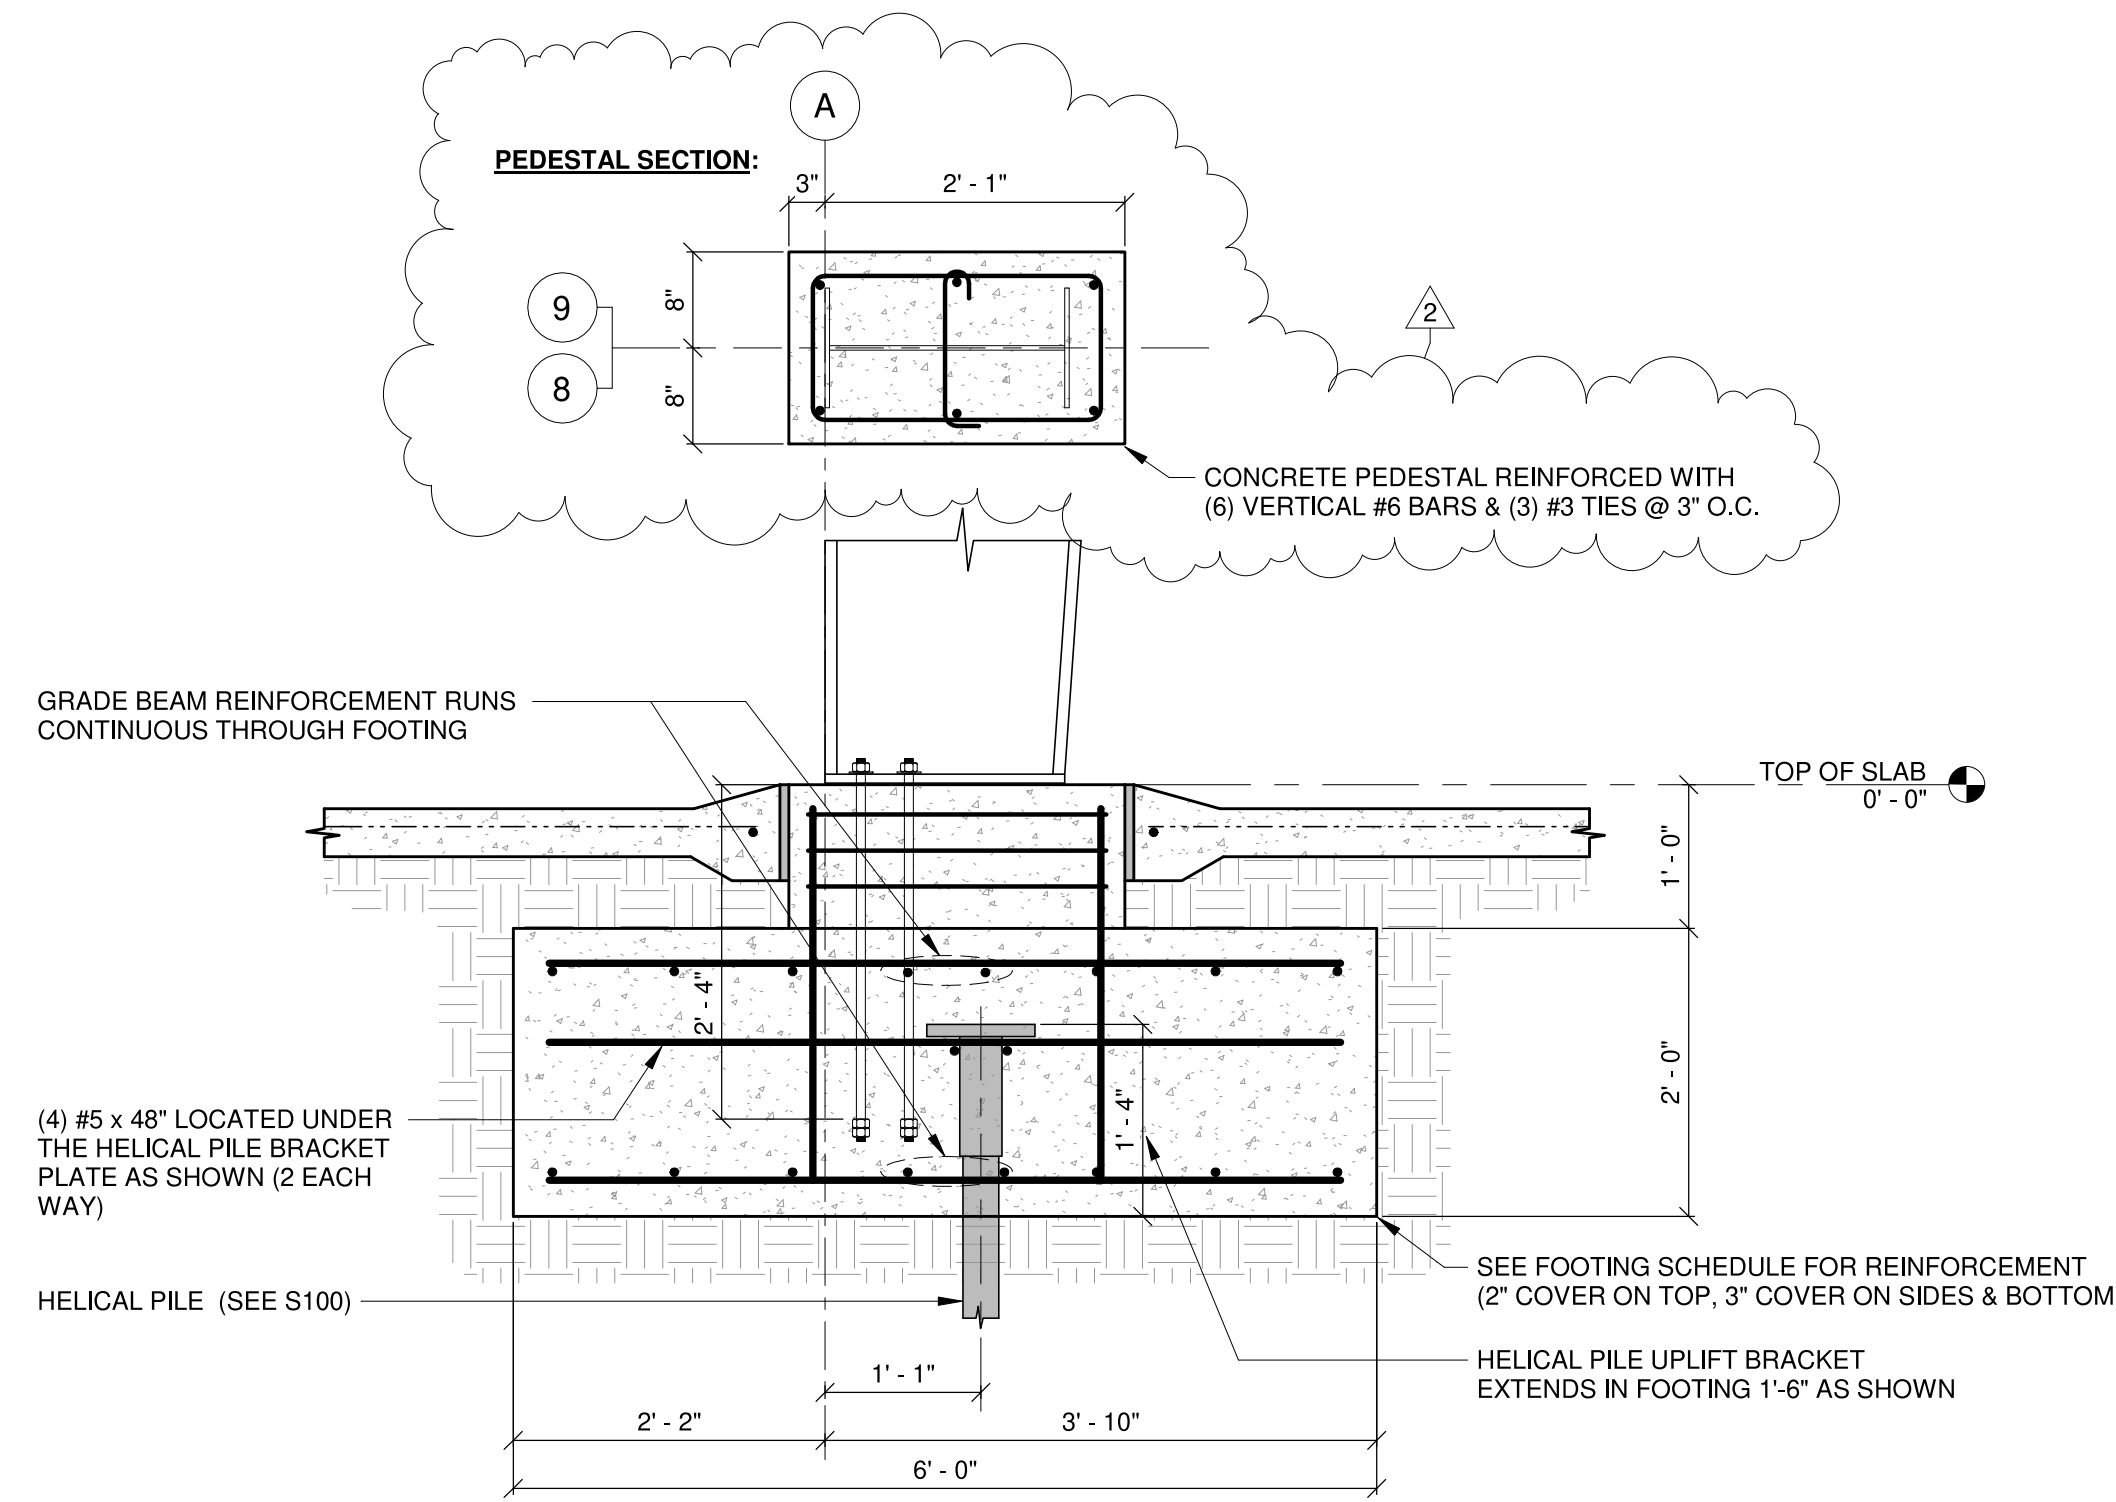 A
PEDESTAL SECTION:
3"
2' - 1"
9
8
8"
8"
2
CONCRETE PEDESTAL REINFORCED WITH
(6) VERTICAL #6 BARS & (3) #3 TIES @ 3" O.C.
GRADE BEAM REINFORCEMENT RUNS
CONTINUOUS THROUGH FOOTING
TOP OF SLAB
0' - 0"
1' - 0"
2' - 4"
2' - 0"
1' - 4"
(4) #5 x 48" LOCATED UNDER
THE HELICAL PILE BRACKET
PLATE AS SHOWN (2 EACH
WAY)
HELICAL PILE (SEE S100)
SEE FOOTING SCHEDULE FOR REINFORCEMENT
(2" COVER ON TOP, 3" COVER ON SIDES & BOTTOM
HELICAL PILE UPLIFT BRACKET
EXTENDS IN FOOTING 1'-6" AS SHOWN
1' - 1"
2' - 2"
3' - 10"
6' - 0"